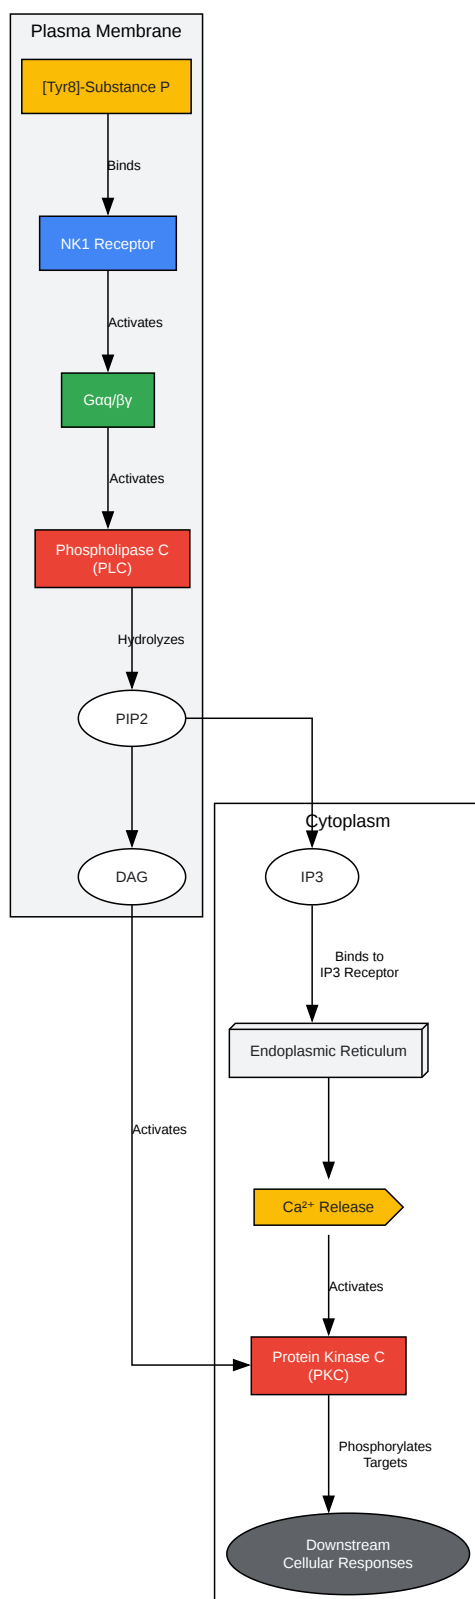 Plasma Membrane
[Tyr8]-Substance P
Binds
NK1 Receptor
Activates
Gαq/βγ
Activates
Phospholipase C
(PLC)
Hydrolyzes
PIP2
Cytoplasm
DAG
IP3
Binds to
IP3 Receptor
Endoplasmic Reticulum
Activates
Ca²⁺ Release
Activates
Protein Kinase C
(PKC)
Phosphorylates
Targets
Downstream
Cellular Responses